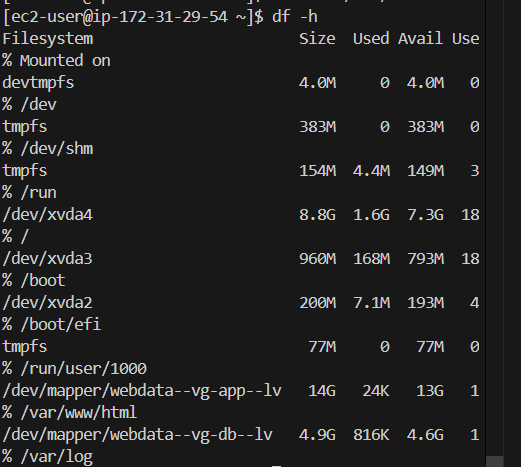 [ec2-user@ip-172-31-29-54 ~]$ df -h
Filesystem                    Size  Used Avail Use
% Mounted on
devtmpfs                      4.0M     0  4.0M   0
% /dev
tmpfs                         383M     0  383M   0
% /dev/shm
tmpfs                         154M  4.4M  149M   3
% /run
/dev/xvda4                    8.8G  1.6G  7.3G  18
% /
/dev/xvda3                    960M  168M  793M  18
% /boot
/dev/xvda2                    200M  7.1M  193M   4
% /boot/efi
tmpfs                          77M     0   77M   0
% /run/user/1000
/dev/mapper/webdata--vg-app--lv   14G   24K   13G   1
% /var/www/html
/dev/mapper/webdata--vg-db--lv   4.9G  816K  4.6G   1
% /var/log